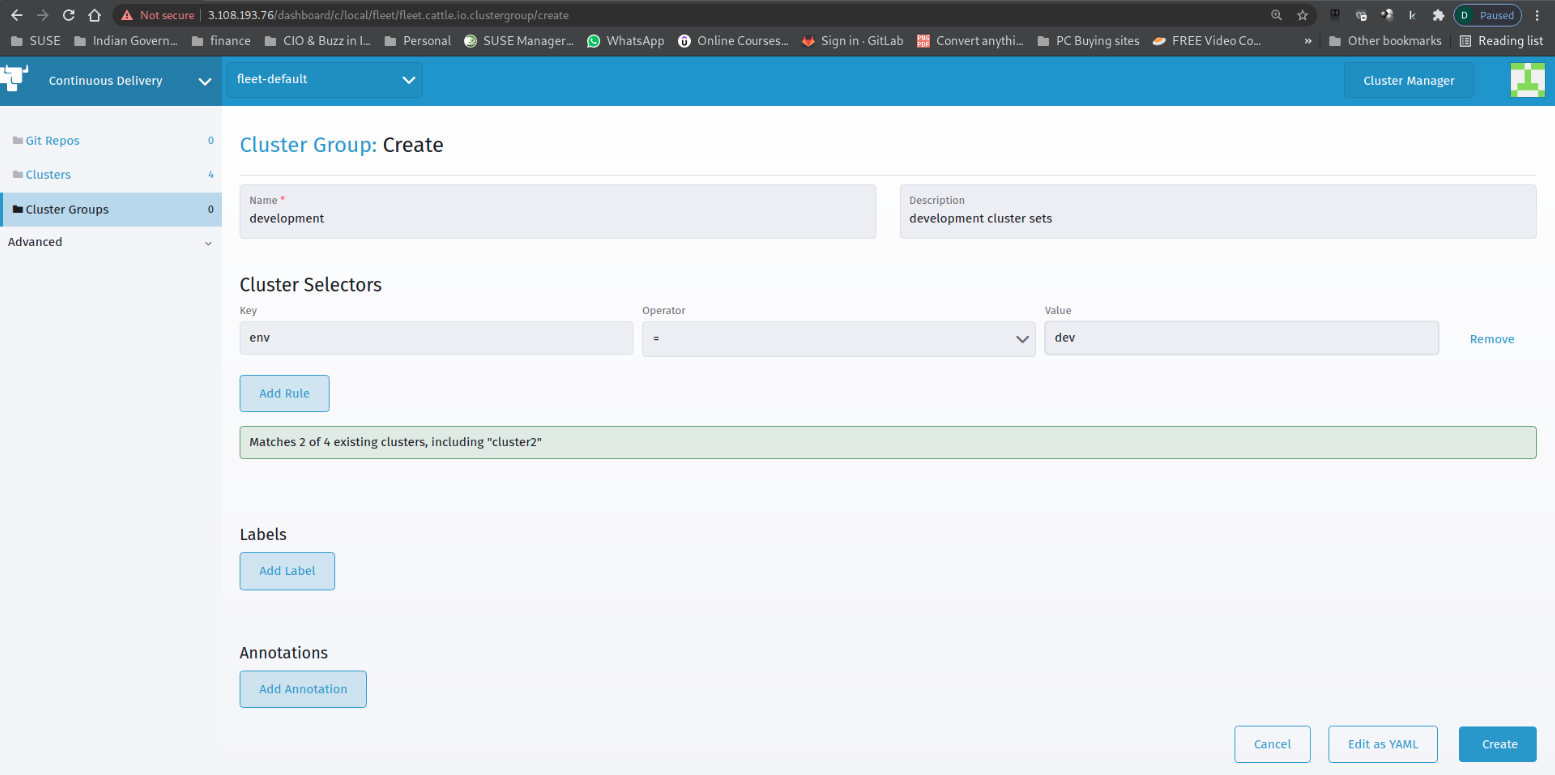 Not secure 3.108.193.76/dashboard/c/local/fleet/fleet.cattle.io.clustergroup/create D Paused
SUSE Indian Govern... finance CIO & Buzz in I... Personal SUSE Manager... WhatsApp Online Courses... Sign in · GitLab Convert anythi... PC Buying sites FREE Video Co... » Other bookmarks Reading list
Continuous Delivery fleet-default Cluster Manager
Git Repos 0
Clusters 4
Cluster Groups 0
Advanced
Cluster Group: Create
Name * Description
development development cluster sets
Cluster Selectors
Key Operator Value
env = dev Remove
Add Rule
Matches 2 of 4 existing clusters, including "cluster2"
Labels
Add Label
Annotations
Add Annotation
Cancel Edit as YAML Create